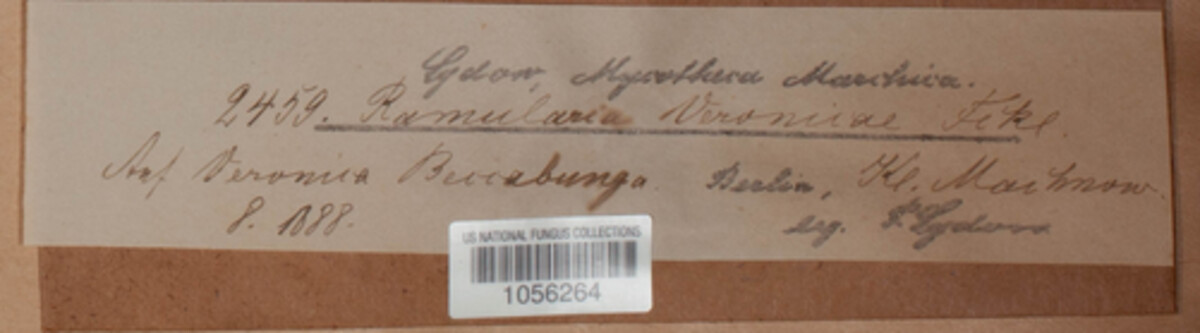 Sydow, Mycotheca Marchica.
2459. Ramularia Veronicae Fckl.
Auf Veronica Beccabunga. Berlin, Kl. Machnow.
8. 1888. leg. P. Sydow
US NATIONAL FUNGUS COLLECTIONS
1056264